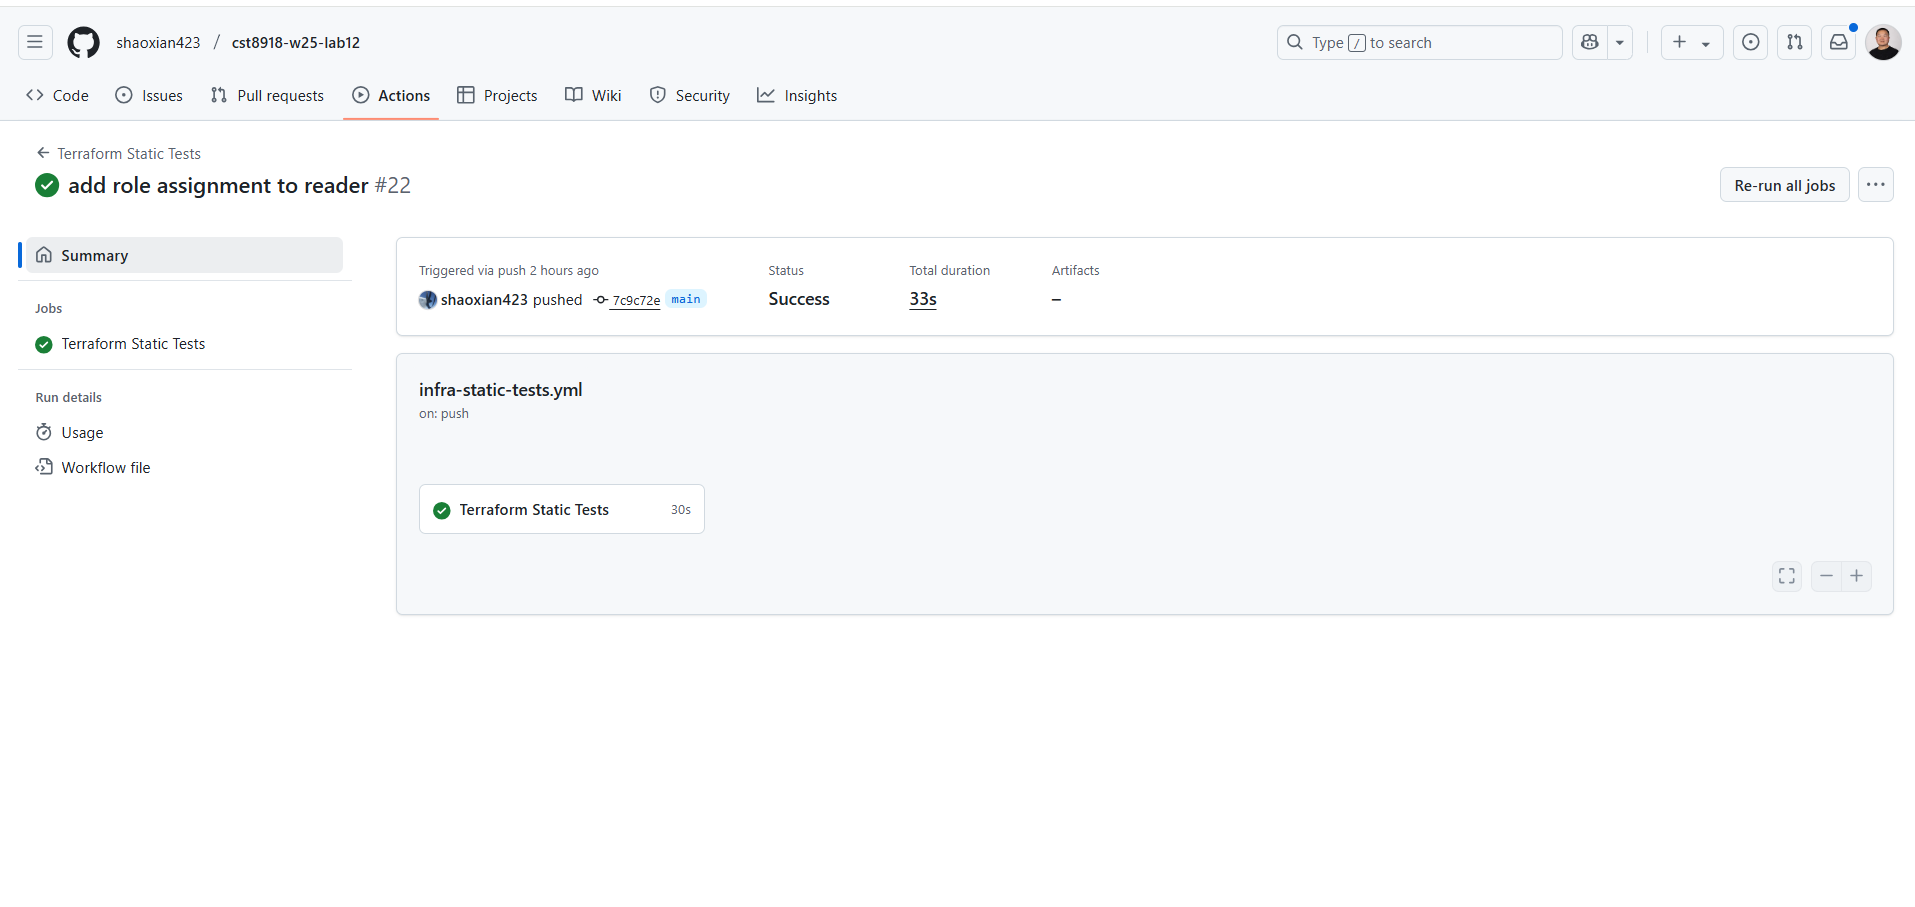 shaoxian423 / cst8918-w25-lab12
Type / to search
Code
Issues
Pull requests
Actions
Projects
Wiki
Security
Insights
Terraform Static Tests
add role assignment to reader #22
Re-run all jobs
Summary
Jobs
Terraform Static Tests
Run details
Usage
Workflow file
Triggered via push 2 hours ago
shaoxian423 pushed 7c9c72e main
Status
Success
Total duration
33s
Artifacts
–
infra-static-tests.yml
on: push
Terraform Static Tests 30s